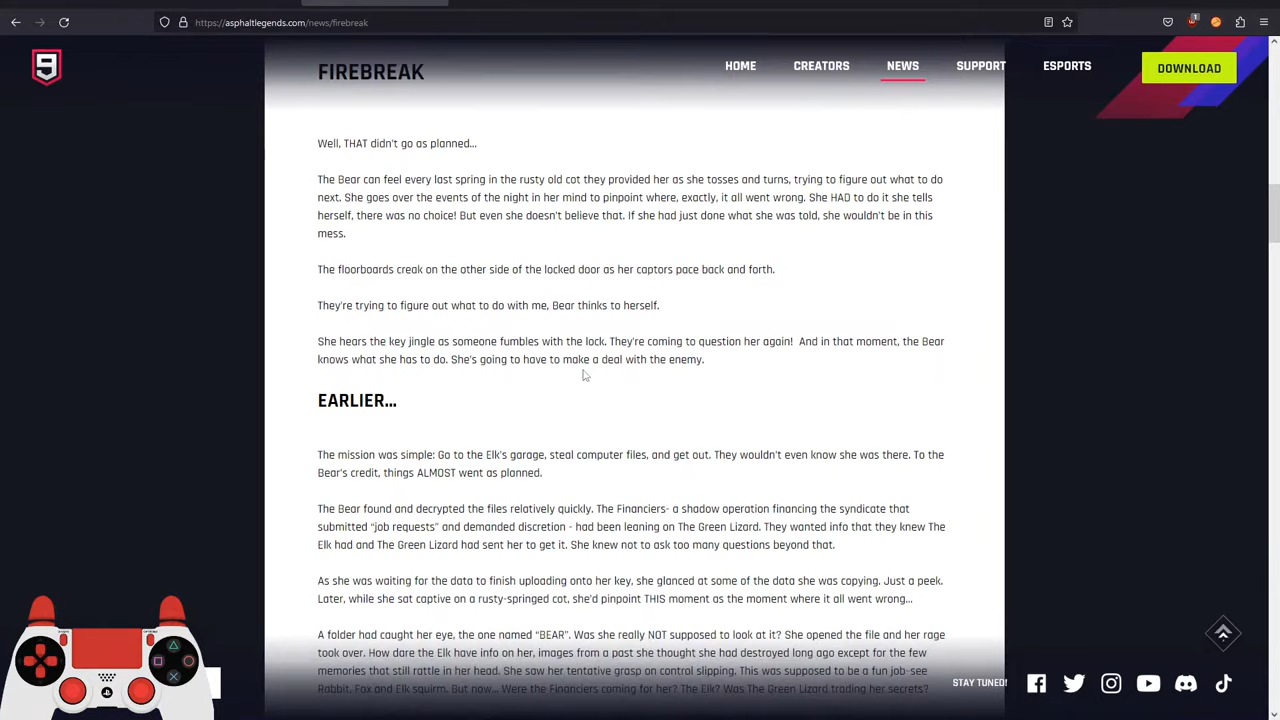 https://asphaltlegends.com/news/firebreak
1
9
HOME
CREATORS
NEWS
SUPPORT
ESPORTS
DOWNLOAD
FIREBREAK
Well, THAT didn't go as planned…
The Bear can feel every last spring in the rusty old cot they provided her as she tosses and turns, trying to figure out what to do
next. She goes over the events of the night in her mind to pinpoint where, exactly, it all went wrong. She HAD to do it she tells
herself, there was no choice! But even she doesn't believe that. If she had just done what she was told, she wouldn't be in this
mess.
The floorboards creak on the other side of the locked door as her captors pace back and forth.
They're trying to figure out what to do with me, Bear thinks to herself.
She hears the key jingle as someone fumbles with the lock. They're coming to question her again!  And in that moment, the Bear
knows what she has to do. She's going to have to make a deal with the enemy.
EARLIER…
The mission was simple: Go to the Elk's garage, steal computer files, and get out. They wouldn't even know she was there. To the
Bear's credit, things ALMOST went as planned.
The Bear found and decrypted the files relatively quickly. The Financiers- a shadow operation financing the syndicate that
submitted “job requests” and demanded discretion - had been leaning on The Green Lizard. They wanted info that they knew The
Elk had and The Green Lizard had sent her to get it. She knew not to ask too many questions beyond that.
As she was waiting for the data to finish uploading onto her key, she glanced at some of the data she was copying. Just a peek.
Later, while she sat captive on a rusty-springed cot, she'd pinpoint THIS moment as the moment where it all went wrong…
A folder had caught her eye, the one named “BEAR”. Was she really NOT supposed to look at it? She opened the file and her rage
took over. How dare the Elk have info on her, images from a past she thought she had destroyed long ago except for the few
memories that still rattle in her head. She saw her tentative grasp on control slipping. This was supposed to be a fun job-see
Rabbit, Fox and Elk squirm. But now… Were the Financiers coming for her? The Elk? Was The Green Lizard trading her secrets?
STAY TUNED!